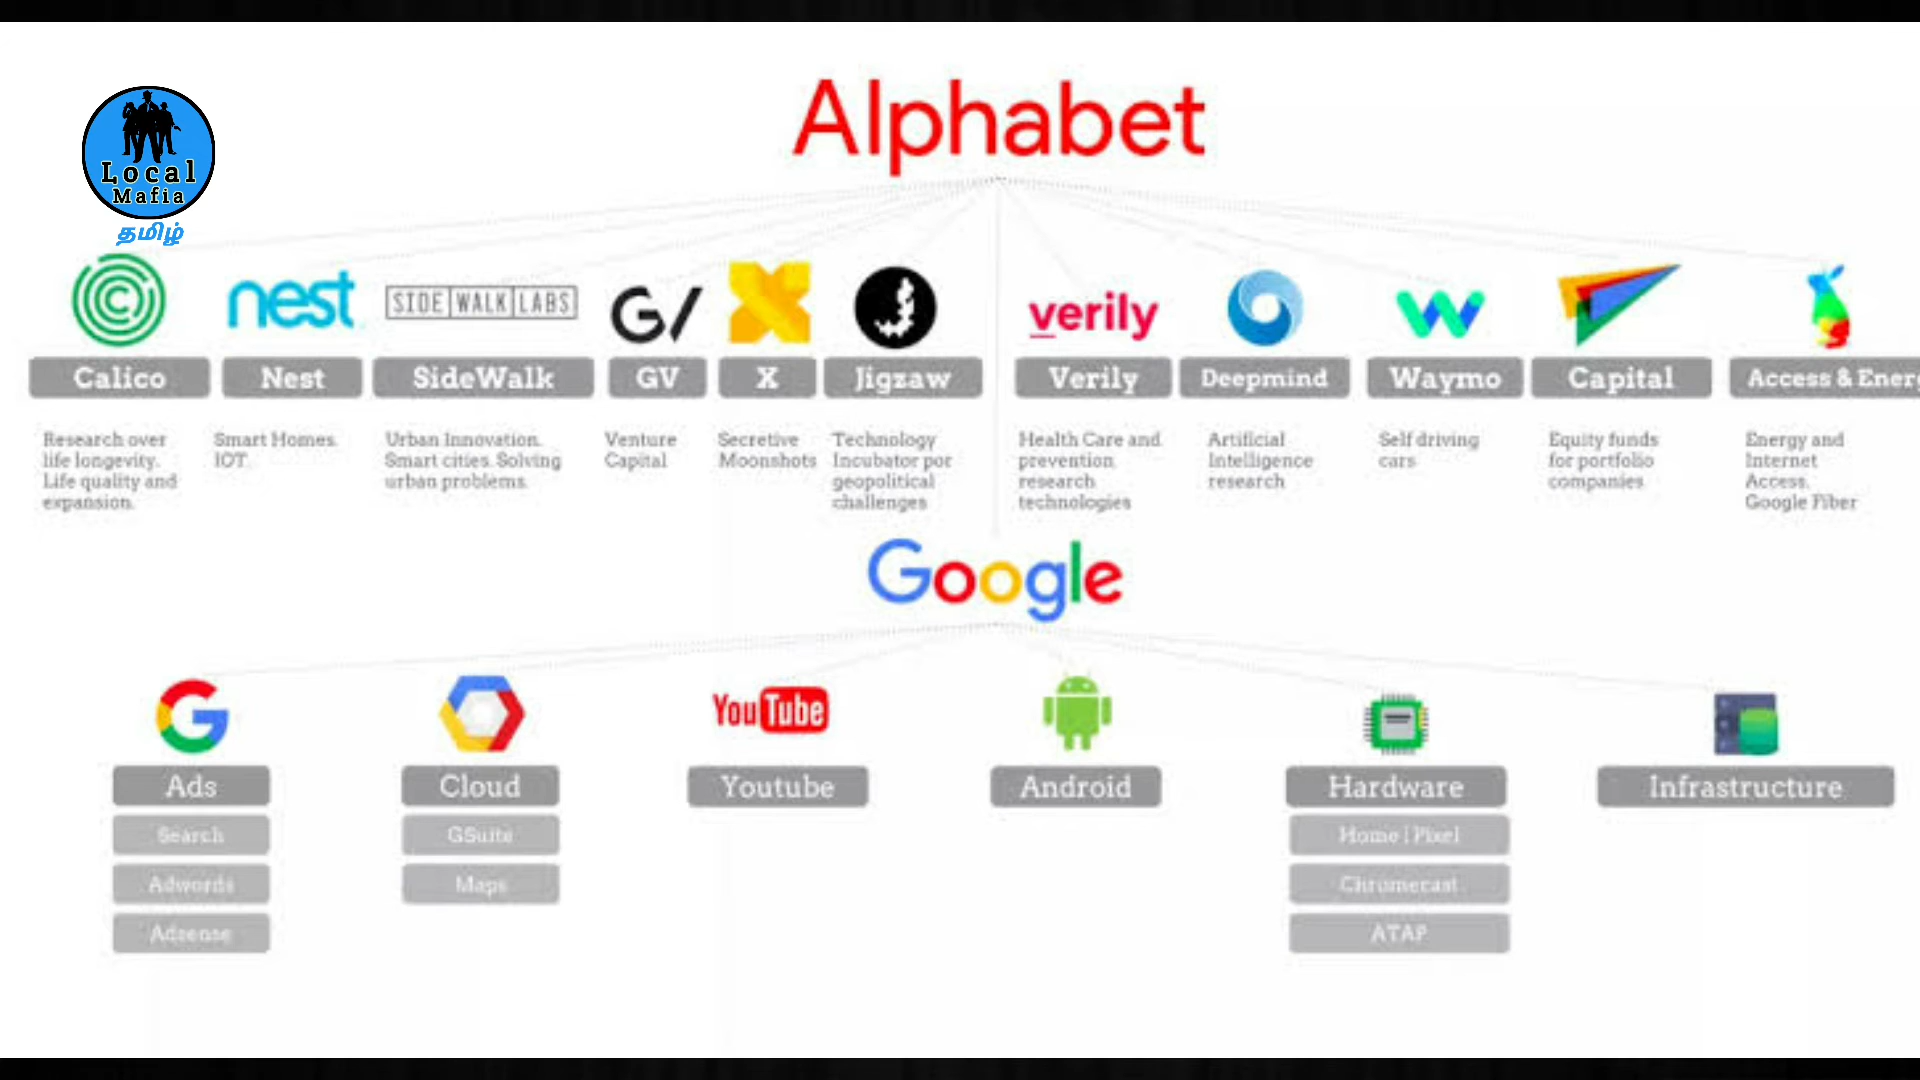 Alphabet
Local
Mafia
தமிழ்
nest
SIDE WALK LABS
G/
verily
Calico
Nest
SideWalk
GV
X
Jigzaw
Verily
Deepmind
Waymo
Capital
Access & Energ
Research over
life longevity.
Life quality and
expansion.
Smart Homes.
IOT
Urban Innovation.
Smart cities. Solving
urban problems.
Venture
Capital
Secretive
Moonshots
Technology
Incubator por
geopolitical
challenges
Health Care and
prevention
research
technologies
Artificial
Intelligence
research
Self driving
cars
Equity funds
for portfolio
companies
Energy and
Internet
Access.
Google Fiber
Google
G
YouTube
Ads
Cloud
Youtube
Android
Hardware
Infrastructure
Search
GSuite
Home | Pixel
Adwords
Maps
Chromecast
Adsense
ATAP